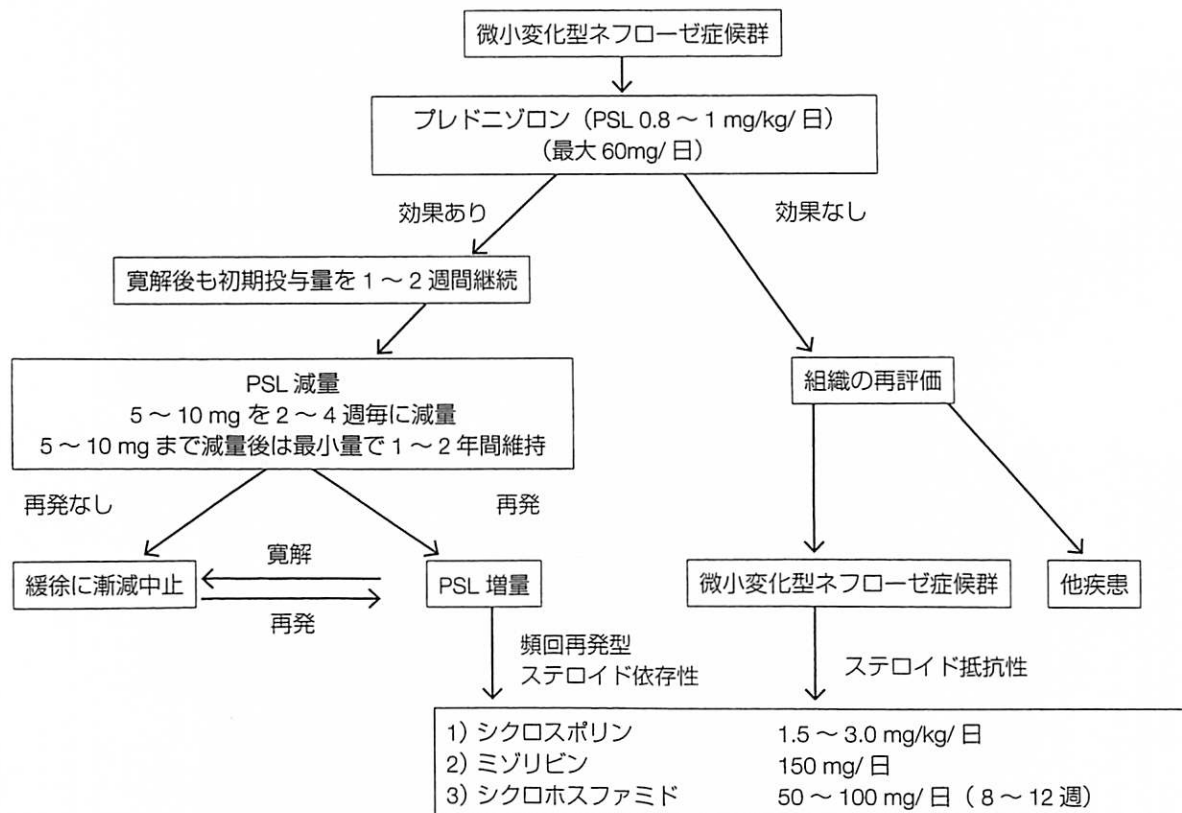 微小変化型ネフローゼ症候群
プレドニゾロン（PSL 0.8 ～ 1 mg/kg/ 日）
（最大 60mg/ 日）
効果あり
効果なし
寛解後も初期投与量を 1 ～ 2 週間継続
PSL 減量
5 ～ 10 mg を 2 ～ 4 週毎に減量
5 ～ 10 mg まで減量後は最小量で 1 ～ 2 年間維持
組織の再評価
再発なし
再発
緩徐に漸減中止
寛解
再発
PSL 増量
微小変化型ネフローゼ症候群
他疾患
頻回再発型
ステロイド依存性
ステロイド抵抗性
1）シクロスポリン 1.5 ～ 3.0 mg/kg/ 日
2）ミゾリビン 150 mg/ 日
3）シクロホスファミド 50 ～ 100 mg/ 日（ 8 ～ 12 週）